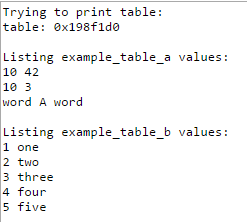 Trying to print table:
table: 0x198f1d0
Listing example_table_a values:
10 42
10 3
word A word
Listing example_table_b values:
1 one
2 two
3 three
4 four
5 five